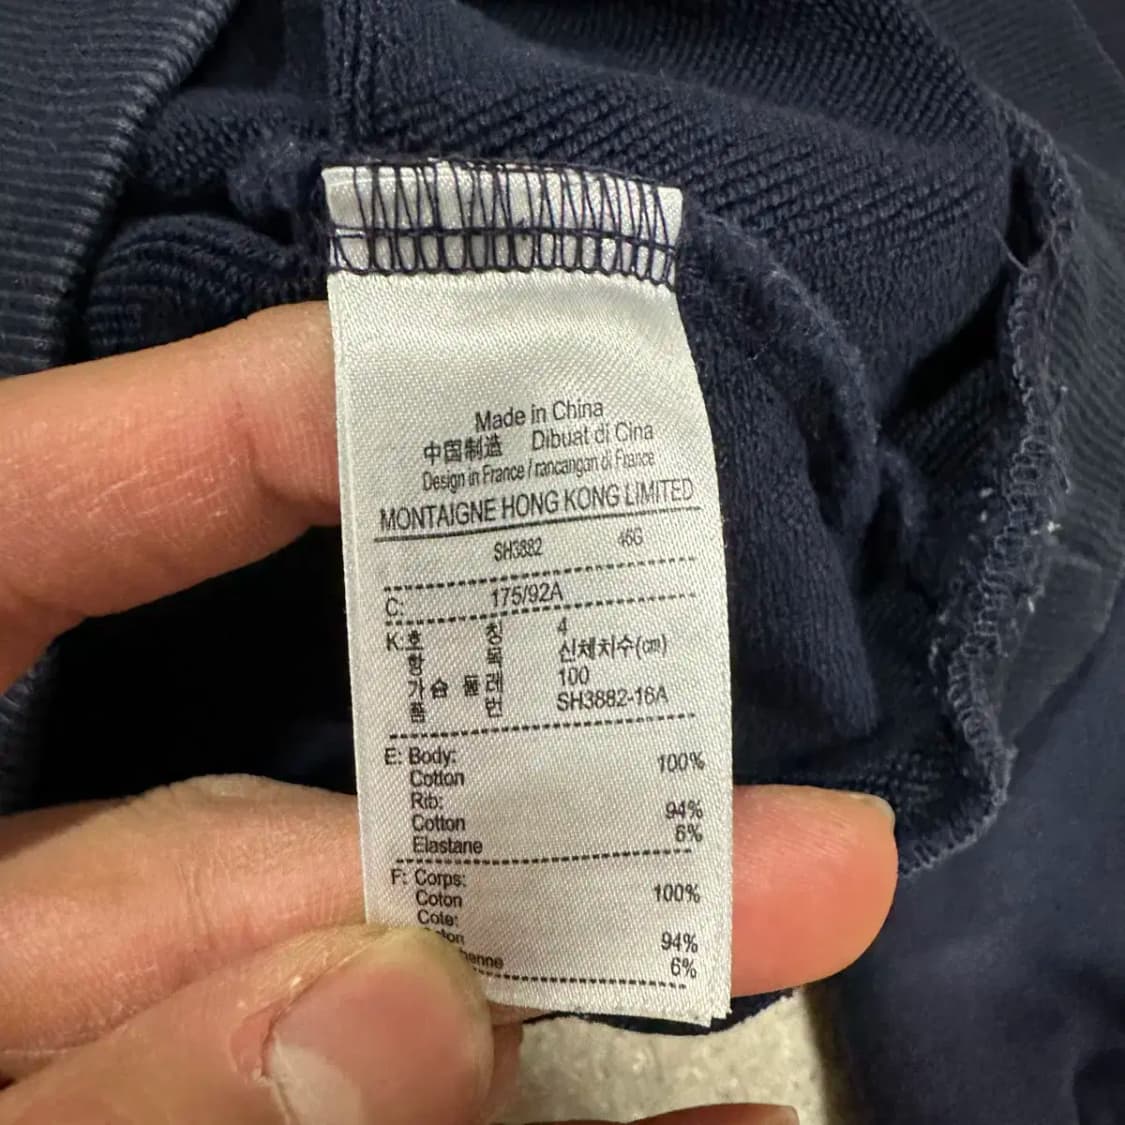 Made in China
中国制造 Dibuat di Cina
Design in France / rancangan di France
MONTAIGNE HONG KONG LIMITED
SH3882 46G
C: 175/92A
K: 호 칭 4
항 목 신체치수(cm)
가슴둘레 100
품 번 SH3882-16A
E: Body:
Cotton 100%
Rib:
Cotton 94%
Elastane 6%
F: Corps:
Coton 100%
Cote:
94%
6%